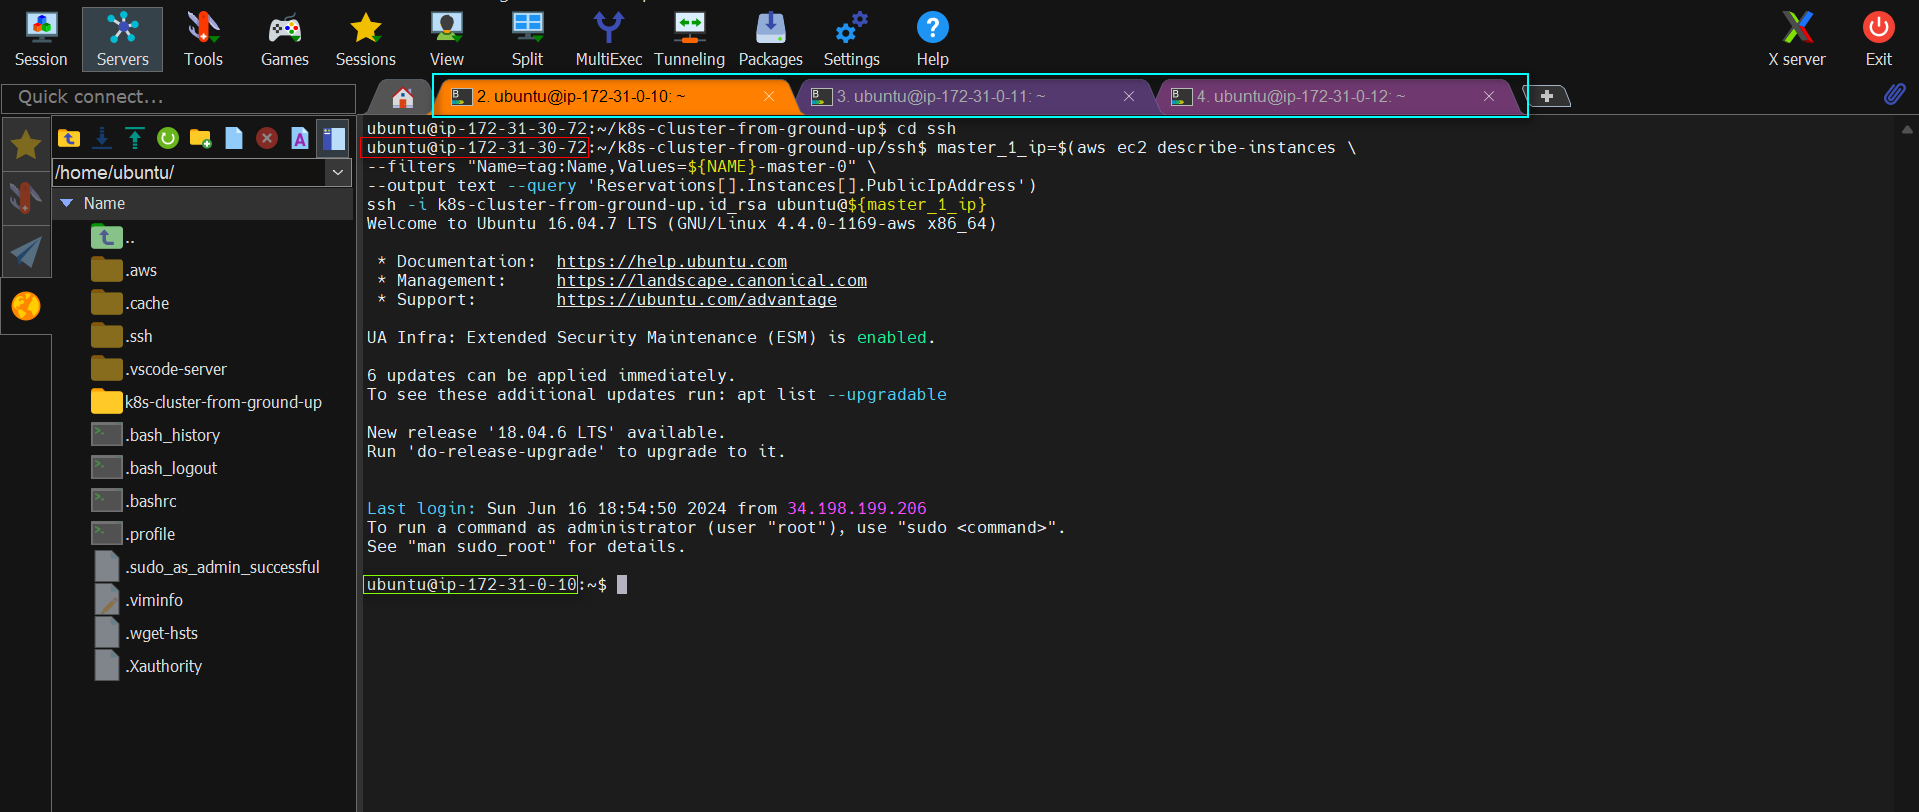 Session
Servers
Tools
Games
Sessions
View
Split
MultiExec
Tunneling
Packages
Settings
Help
X server
Exit
Quick connect...
2. ubuntu@ip-172-31-0-10: ~
3. ubuntu@ip-172-31-0-11: ~
4. ubuntu@ip-172-31-0-12: ~
/home/ubuntu/
Name
..
.aws
.cache
.ssh
.vscode-server
k8s-cluster-from-ground-up
.bash_history
.bash_logout
.bashrc
.profile
.sudo_as_admin_successful
.viminfo
.wget-hsts
.Xauthority
ubuntu@ip-172-31-30-72:~/k8s-cluster-from-ground-up$ cd ssh
ubuntu@ip-172-31-30-72:~/k8s-cluster-from-ground-up/ssh$ master_1_ip=$(aws ec2 describe-instances \
--filters "Name=tag:Name,Values=${NAME}-master-0" \
--output text --query 'Reservations[].Instances[].PublicIpAddress')
ssh -i k8s-cluster-from-ground-up.id_rsa ubuntu@${master_1_ip}
Welcome to Ubuntu 16.04.7 LTS (GNU/Linux 4.4.0-1169-aws x86_64)
* Documentation:  https://help.ubuntu.com
* Management:     https://landscape.canonical.com
* Support:        https://ubuntu.com/advantage
UA Infra: Extended Security Maintenance (ESM) is enabled.
6 updates can be applied immediately.
To see these additional updates run: apt list --upgradable
New release '18.04.6 LTS' available.
Run 'do-release-upgrade' to upgrade to it.
Last login: Sun Jun 16 18:54:50 2024 from 34.198.199.206
To run a command as administrator (user "root"), use "sudo <command>".
See "man sudo_root" for details.
ubuntu@ip-172-31-0-10:~$